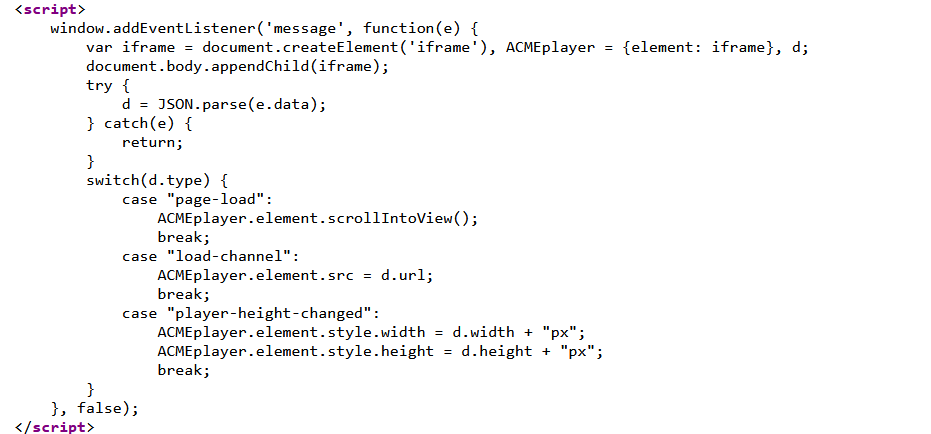 <script>
    window.addEventListener('message', function(e) {
        var iframe = document.createElement('iframe'), ACMEplayer = {element: iframe}, d;
        document.body.appendChild(iframe);
        try {
            d = JSON.parse(e.data);
        } catch(e) {
            return;
        }
        switch(d.type) {
            case "page-load":
                ACMEplayer.element.scrollIntoView();
                break;
            case "load-channel":
                ACMEplayer.element.src = d.url;
                break;
            case "player-height-changed":
                ACMEplayer.element.style.width = d.width + "px";
                ACMEplayer.element.style.height = d.height + "px";
                break;
        }
    }, false);
</script>